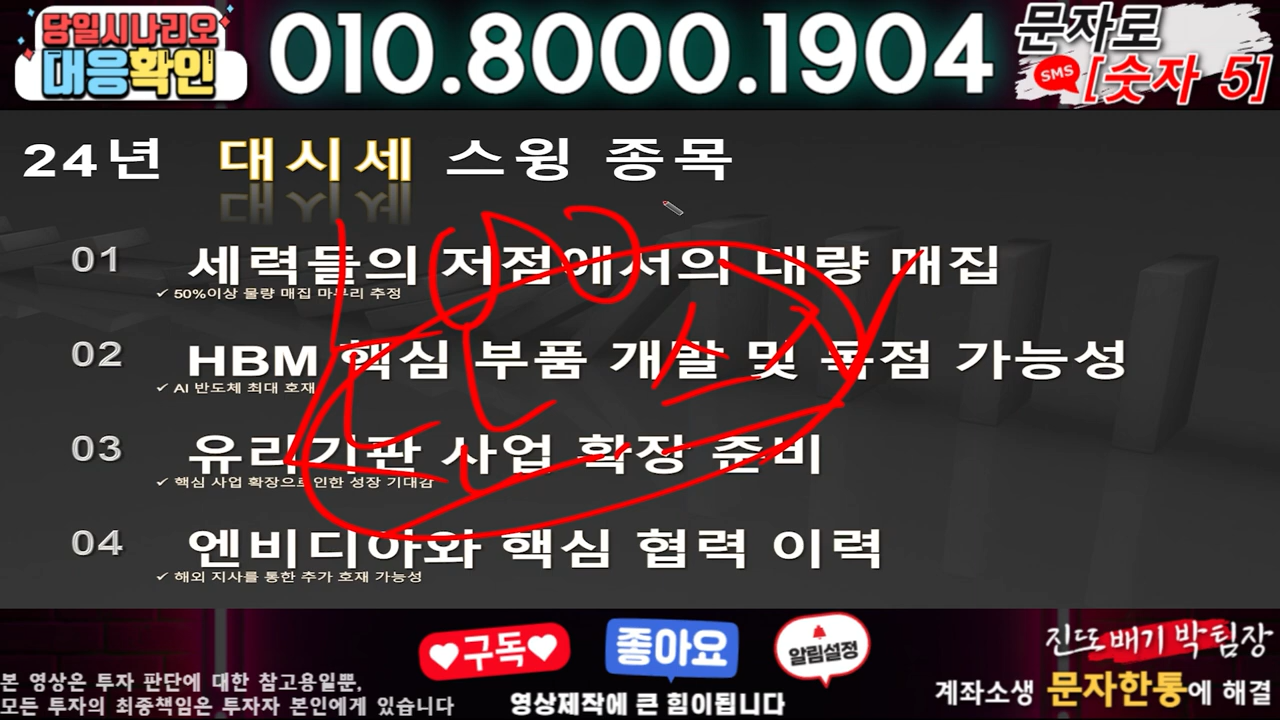 당일시나리오
대응확인
010.8000.1904
문자로
SMS
[숫자 5]
24년 대시세 스윙 종목
01 세력들의 저점에서의 대량 매집
✓ 50%이상 물량 매집 마무리 추정
02 HBM 핵심 부품 개발 및 독점 가능성
✓ AI 반도체 최대 호재
03 유리기판 사업 확장 준비
✓ 핵심 사업 확장으로 인한 성장 기대감
04 엔비디아와 핵심 협력 이력
✓ 해외 지사를 통한 추가 호재 가능성
구독
좋아요
알림설정
영상제작에 큰 힘이됩니다
본 영상은 투자 판단에 대한 참고용일뿐,
모든 투자의 최종책임은 투자자 본인에게 있습니다
진또배기 박팀장
계좌소생 문자한통에 해결